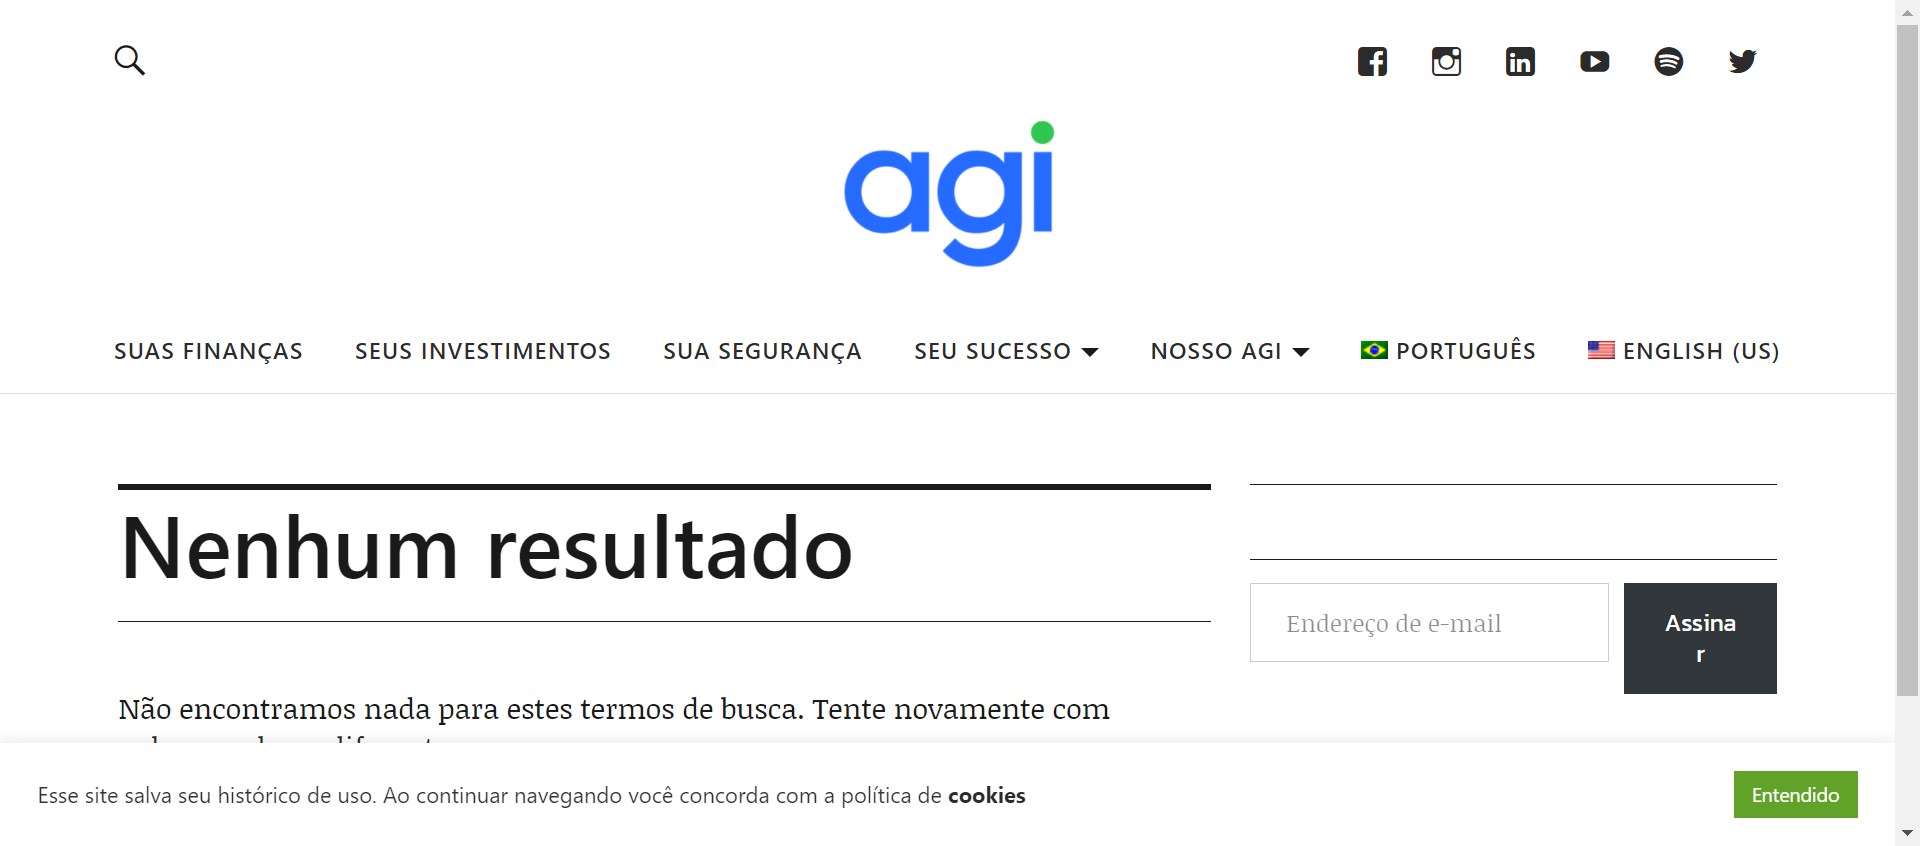 agi
SUAS FINANÇAS SEUS INVESTIMENTOS SUA SEGURANÇA SEU SUCESSO NOSSO AGI PORTUGUÊS ENGLISH (US)
Nenhum resultado
Endereço de e-mail
Assina
r
Não encontramos nada para estes termos de busca. Tente novamente com
Esse site salva seu histórico de uso. Ao continuar navegando você concorda com a política de cookies
Entendido